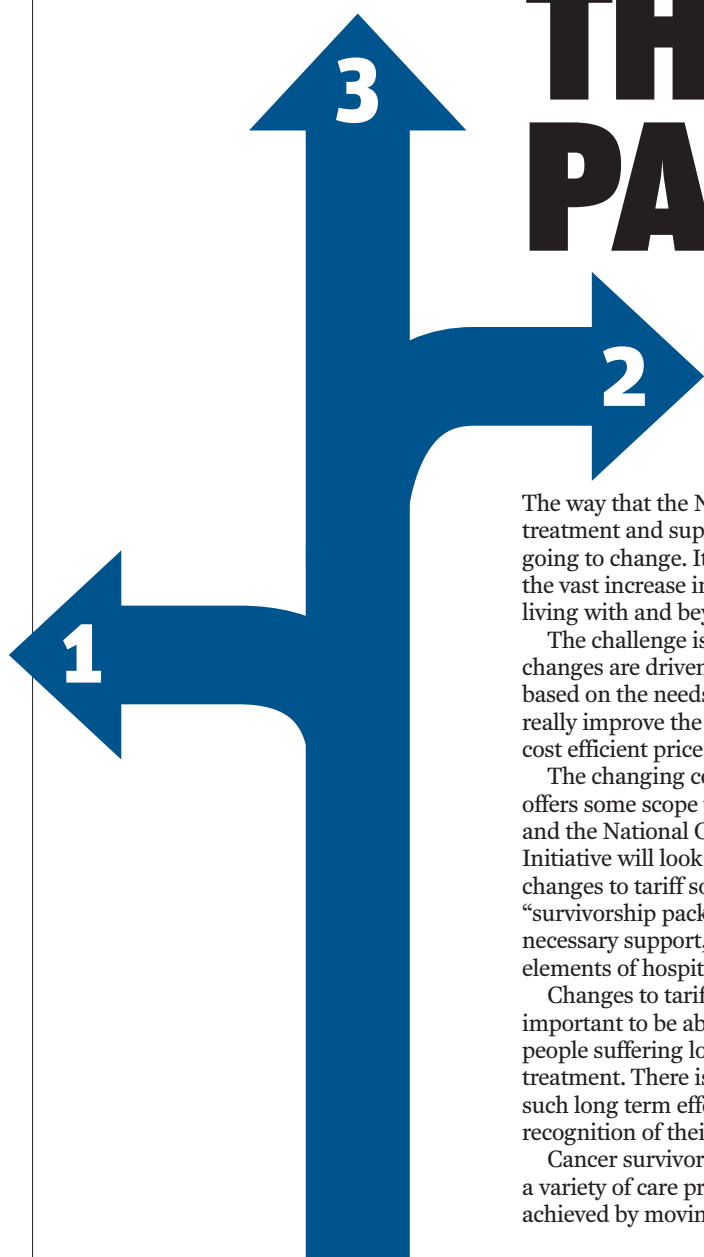 TH
PA
3
2
1
The way that the N
treatment and sup
going to change. It
the vast increase in
living with and bey
The challenge is
changes are driven
based on the needs
really improve the
cost efficient price
The changing co
offers some scope
and the National C
Initiative will look
changes to tariff so
“survivorship pack
necessary support,
elements of hospit
Changes to tarif
important to be ab
people suffering lo
treatment. There is
such long term effe
recognition of thei
Cancer survivor
a variety of care pr
achieved by movin